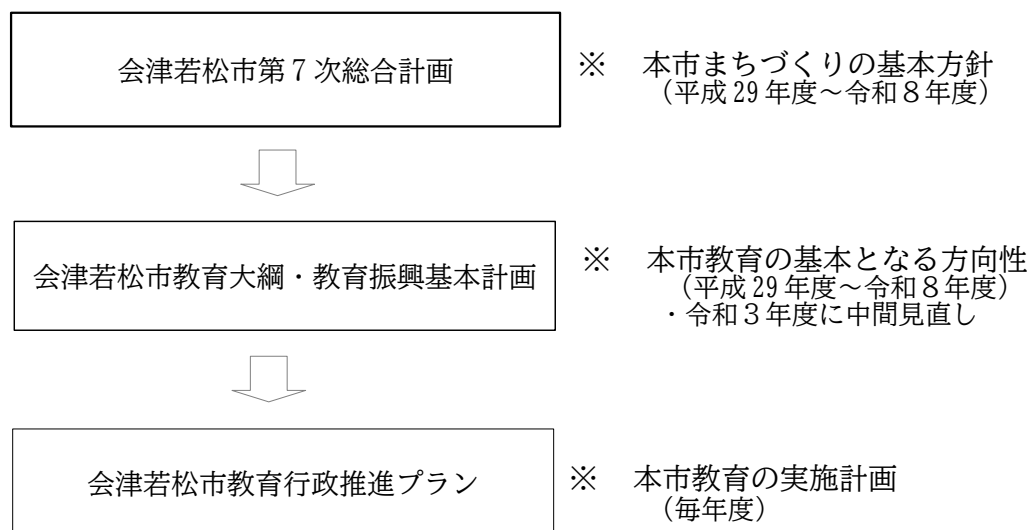 会津若松市第７次総合計画
※　本市まちづくりの基本方針
（平成29年度～令和８年度）
会津若松市教育大綱・教育振興基本計画
※　本市教育の基本となる方向性
（平成29年度～令和８年度）
・令和３年度に中間見直し
会津若松市教育行政推進プラン
※　本市教育の実施計画
（毎年度）